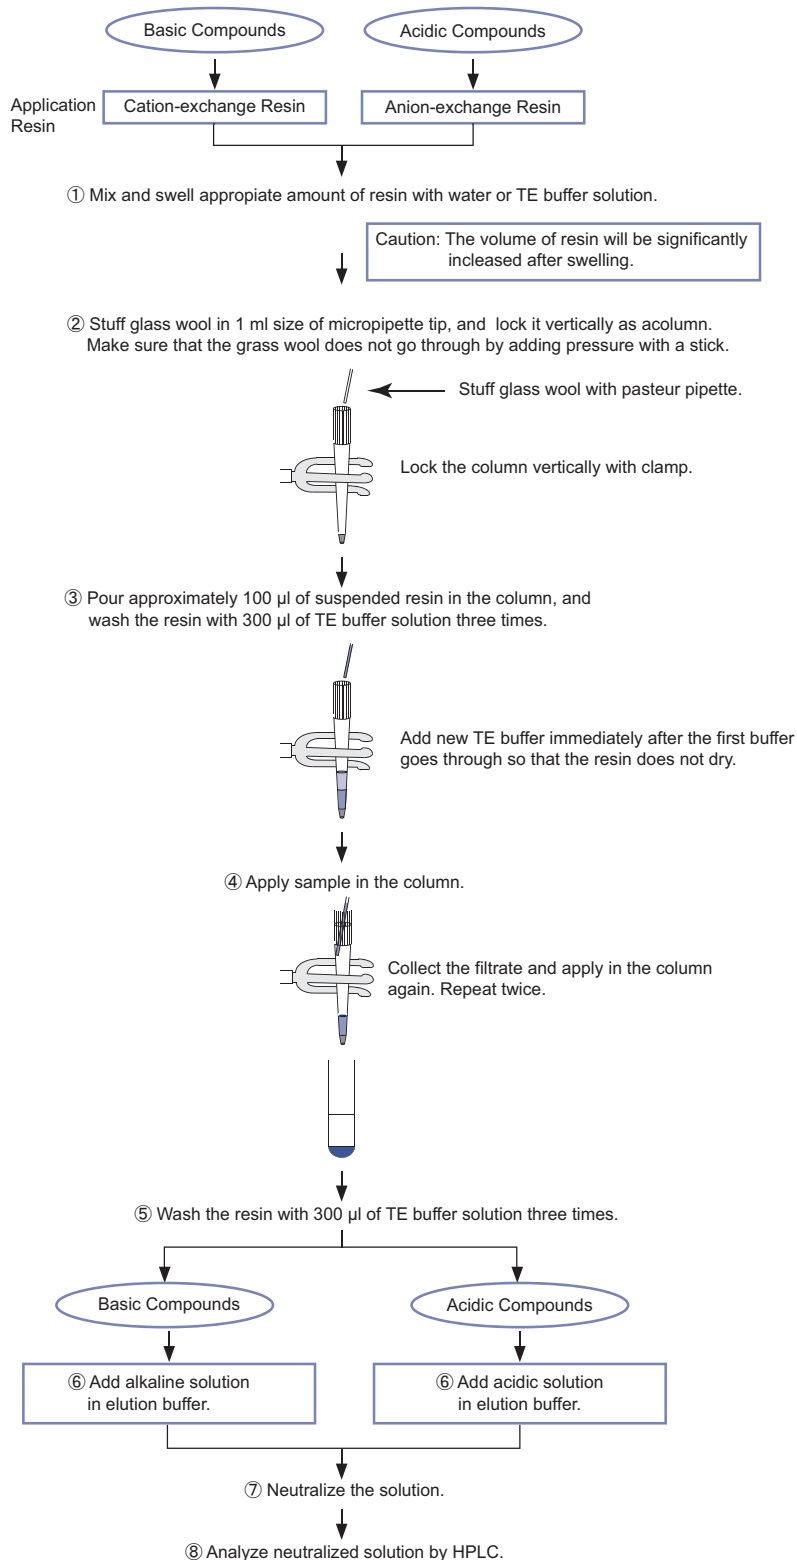 Basic Compounds
Acidic Compounds
Application
Resin
Cation-exchange Resin
Anion-exchange Resin
① Mix and swell appropiate amount of resin with water or TE buffer solution.
Caution: The volume of resin will be significantly
incleased after swelling.
② Stuff glass wool in 1 ml size of micropipette tip, and lock it vertically as acolumn.
Make sure that the grass wool does not go through by adding pressure with a stick.
Stuff glass wool with pasteur pipette.
Lock the column vertically with clamp.
③ Pour approximately 100 µl of suspended resin in the column, and
wash the resin with 300 µl of TE buffer solution three times.
Add new TE buffer immediately after the first buffer
goes through so that the resin does not dry.
④ Apply sample in the column.
Collect the filtrate and apply in the column
again. Repeat twice.
⑤ Wash the resin with 300 µl of TE buffer solution three times.
Basic Compounds
Acidic Compounds
⑥ Add alkaline solution
in elution buffer.
⑥ Add acidic solution
in elution buffer.
⑦ Neutralize the solution.
⑧ Analyze neutralized solution by HPLC.